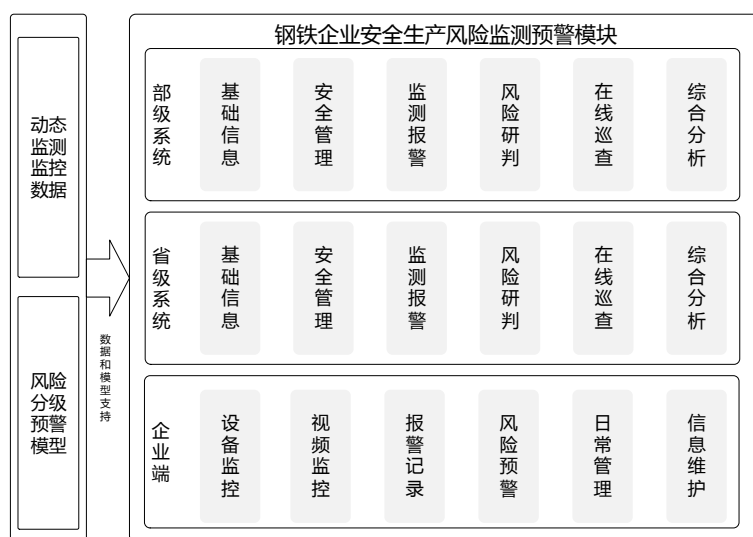 钢铁企业安全生产风险监测预警模块
动态
监测
监控
数据
风险
分级
预警
模型
数据和模型支持
部级系统
基础信息
安全管理
监测报警
风险研判
在线巡查
综合分析
省级系统
基础信息
安全管理
监测报警
风险研判
在线巡查
综合分析
企业端
设备监控
视频监控
报警记录
风险预警
日常管理
信息维护